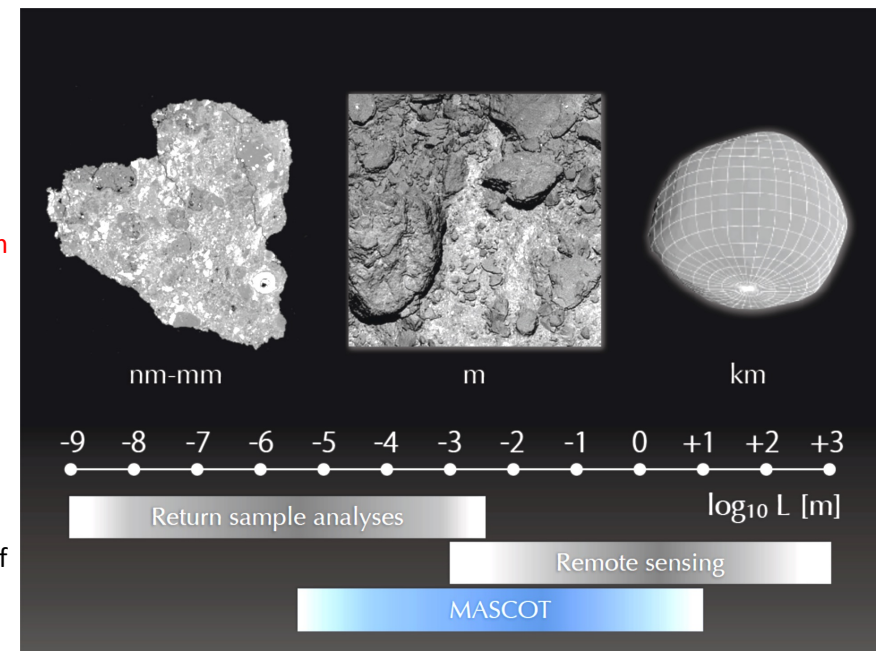 n
nm-mm m km
-9 -8 -7 -6 -5 -4 -3 -2 -1 0 +1 +2 +3
log₁₀ L [m]
Return sample analyses
f
Remote sensing
MASCOT